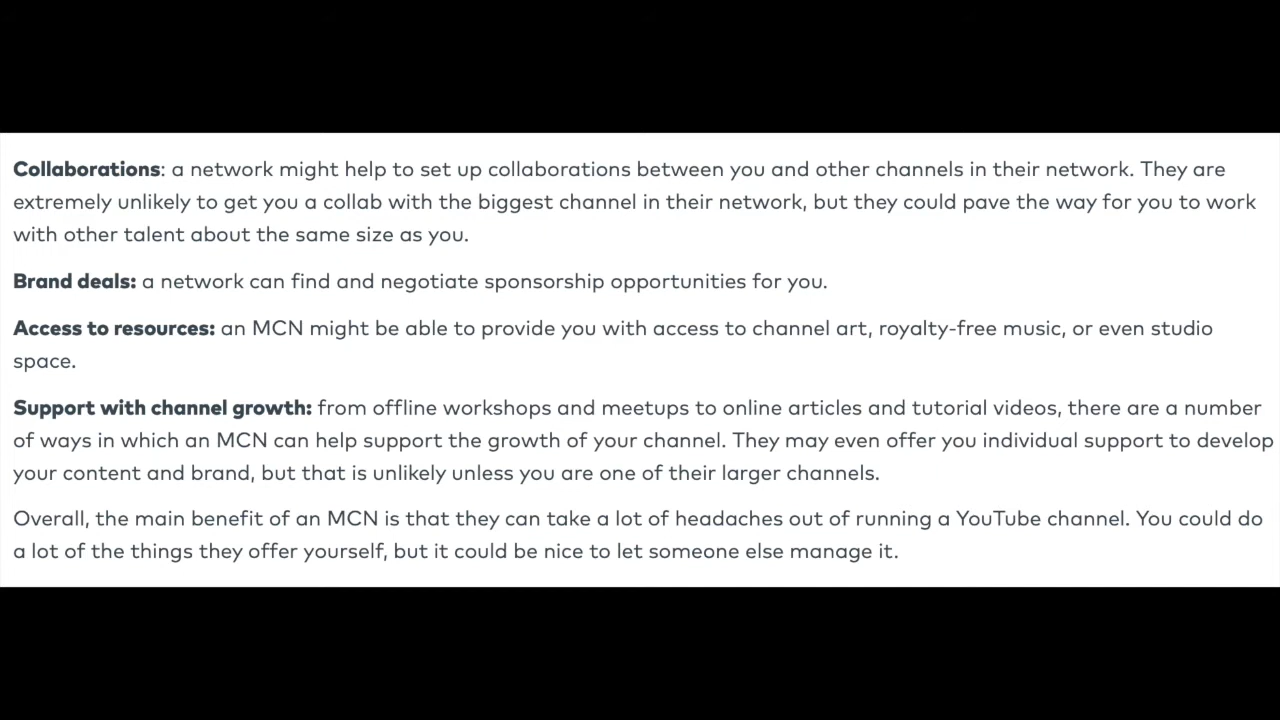 Collaborations: a network might help to set up collaborations between you and other channels in their network. They are
extremely unlikely to get you a collab with the biggest channel in their network, but they could pave the way for you to work
with other talent about the same size as you.
Brand deals: a network can find and negotiate sponsorship opportunities for you.
Access to resources: an MCN might be able to provide you with access to channel art, royalty-free music, or even studio
space.
Support with channel growth: from offline workshops and meetups to online articles and tutorial videos, there are a number
of ways in which an MCN can help support the growth of your channel. They may even offer you individual support to develop
your content and brand, but that is unlikely unless you are one of their larger channels.
Overall, the main benefit of an MCN is that they can take a lot of headaches out of running a YouTube channel. You could do
a lot of the things they offer yourself, but it could be nice to let someone else manage it.